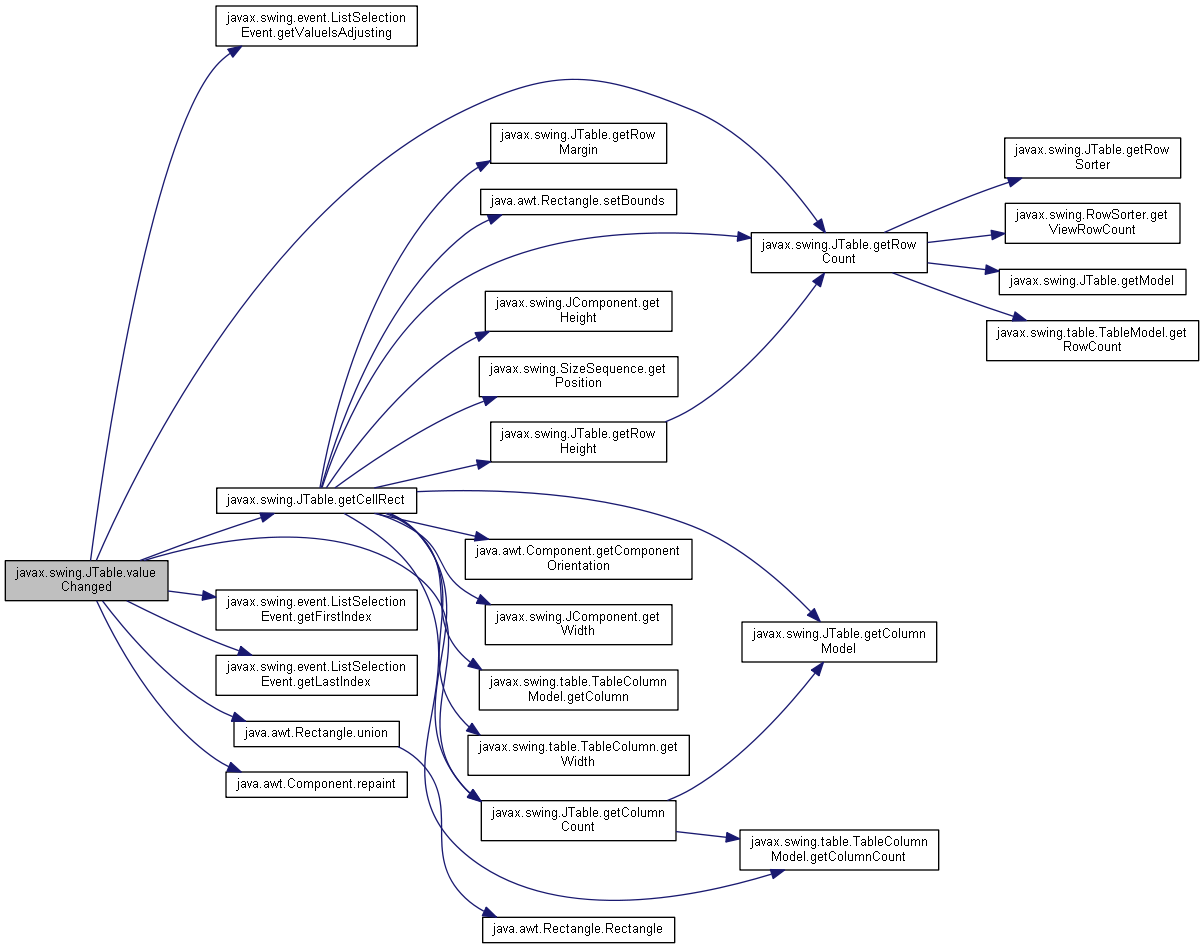 javax.swing.event.ListSelection
Event.getValueIsAdjusting
javax.swing.JTable.getRow
Margin
java.awt.Rectangle.setBounds
javax.swing.JTable.getRow
Sorter
javax.swing.RowSorter.get
ViewRowCount
javax.swing.JTable.getRow
Count
javax.swing.JTable.getModel
javax.swing.table.TableModel.get
RowCount
javax.swing.JComponent.get
Height
javax.swing.SizeSequence.get
Position
javax.swing.JTable.getRow
Height
javax.swing.JTable.getCellRect
java.awt.Component.getComponent
Orientation
javax.swing.JTable.value
Changed
javax.swing.event.ListSelection
Event.getFirstIndex
javax.swing.JComponent.get
Width
javax.swing.JTable.getColumn
Model
javax.swing.event.ListSelection
Event.getLastIndex
javax.swing.table.TableColumn
Model.getColumn
java.awt.Rectangle.union
javax.swing.table.TableColumn.get
Width
java.awt.Component.repaint
javax.swing.JTable.getColumn
Count
javax.swing.table.TableColumn
Model.getColumnCount
java.awt.Rectangle.Rectangle